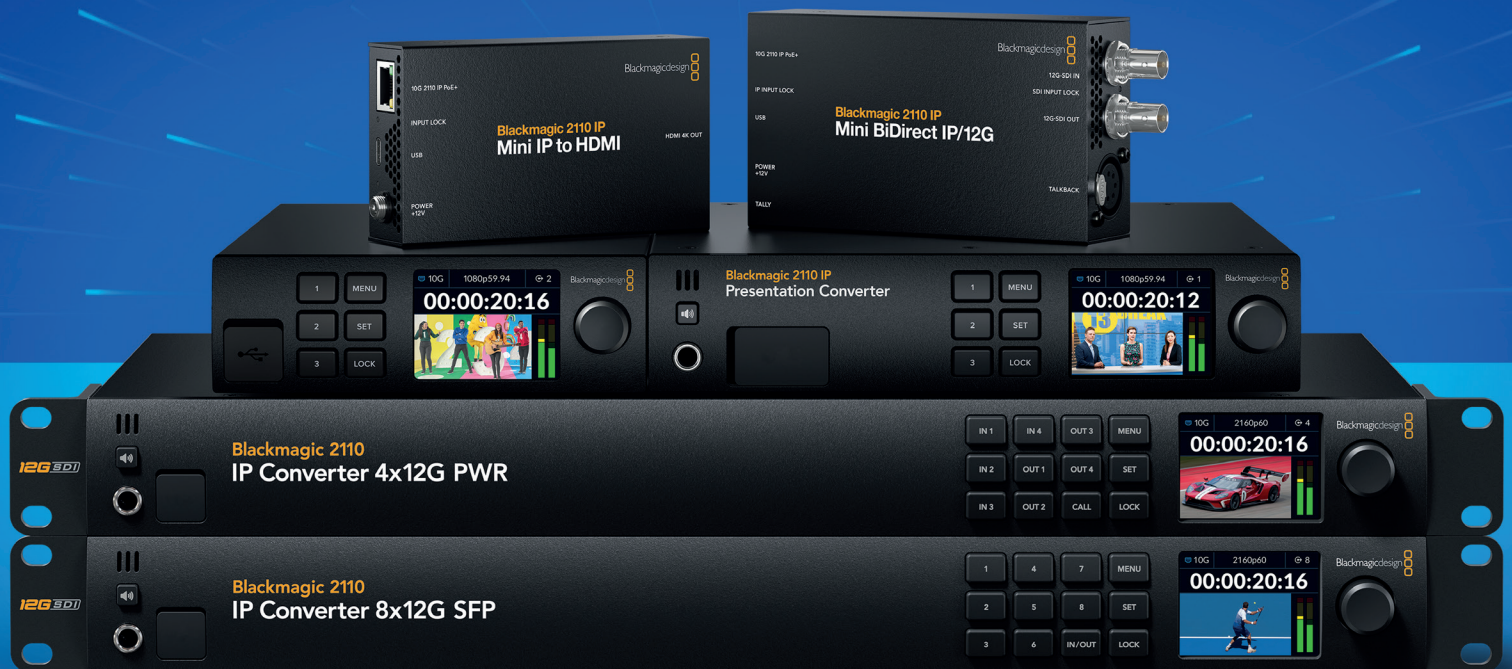 Blackmagicdesign
10G 2110 IP PoE+
INPUT LOCK
USB
POWER
+12V
Blackmagic 2110 IP
Mini IP to HDMI
HDMI 4K OUT
Blackmagicdesign
10G 2110 IP PoE+
IP INPUT LOCK
USB
POWER
+12V
TALLY
Blackmagic 2110 IP
Mini BiDirect IP/12G
12G-SDI IN
SDI INPUT LOCK
12G-SDI OUT
TALKBACK
1
MENU
2
SET
3
LOCK
10G 1080p59.94 2
00:00:20:16
Blackmagicdesign
Blackmagic 2110 IP
Presentation Converter
1
MENU
2
SET
3
LOCK
10G 1080p59.94 1
00:00:20:12
13 BREAK
Blackmagicdesign
12G SDI
Blackmagic 2110
IP Converter 4x12G PWR
IN 1 IN 4 OUT 3 MENU
IN 2 OUT 1 OUT 4 SET
IN 3 OUT 2 CALL LOCK
10G 2160p60 4
00:00:20:16
Blackmagicdesign
12G SDI
Blackmagic 2110
IP Converter 8x12G SFP
1 4 7 MENU
2 5 8 SET
3 6 IN/OUT LOCK
10G 2160p60 8
00:00:20:16
Blackmagicdesign